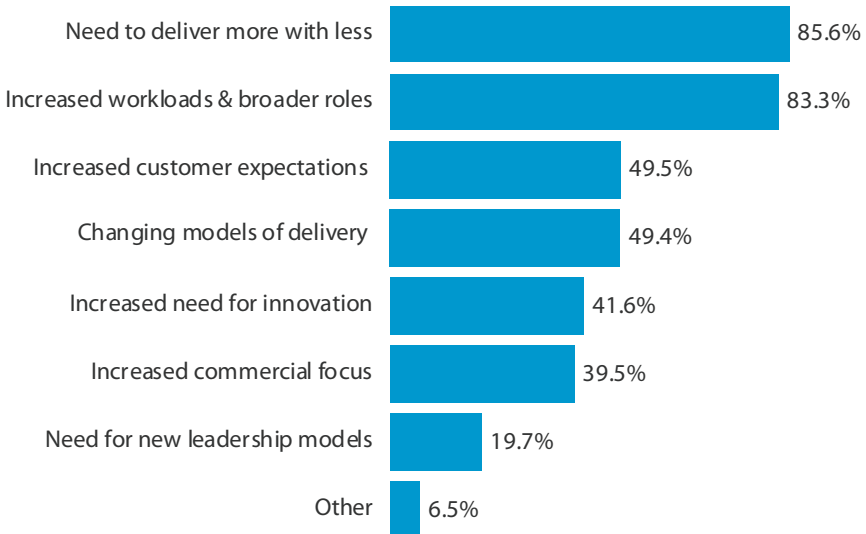 Need to deliver more with less 85.6%
Increased workloads & broader roles 83.3%
Increased customer expectations 49.5%
Changing models of delivery 49.4%
Increased need for innovation 41.6%
Increased commercial focus 39.5%
Need for new leadership models 19.7%
Other 6.5%